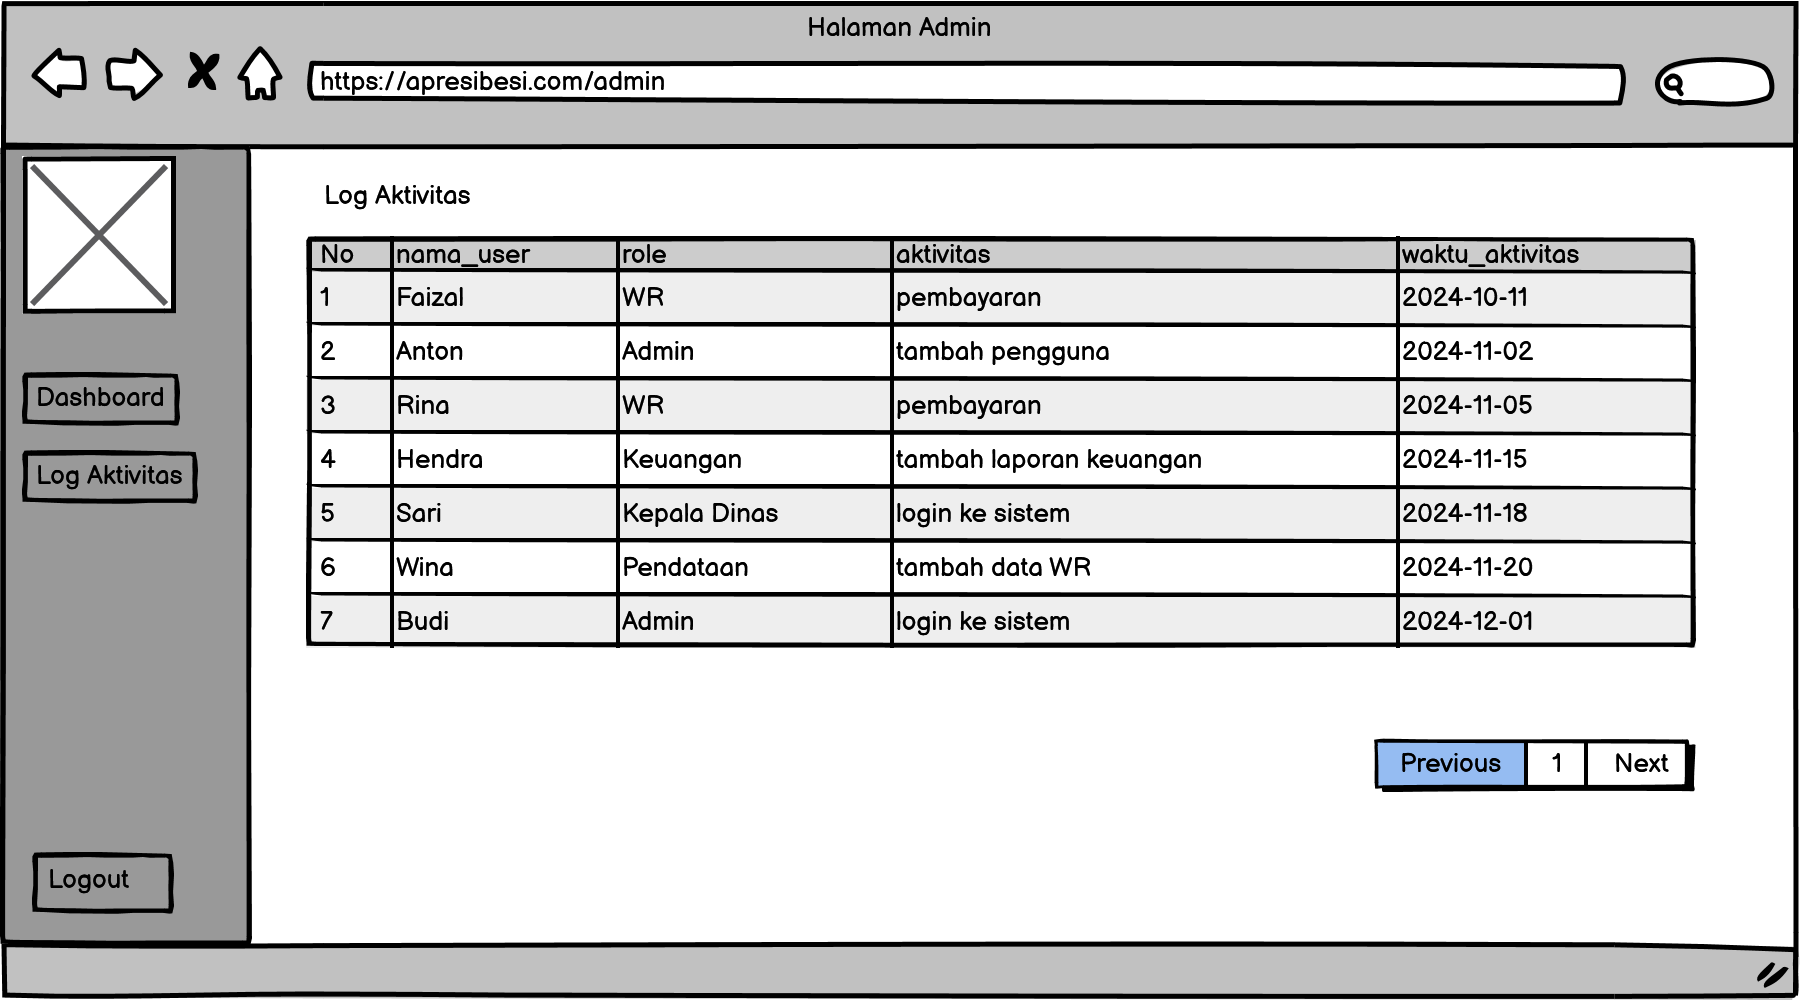 Halaman Admin
https://apresibesi.com/admin
Log Aktivitas
No nama_user role aktivitas waktu_aktivitas
1 Faizal WR pembayaran 2024-10-11
2 Anton Admin tambah pengguna 2024-11-02
3 Rina WR pembayaran 2024-11-05
4 Hendra Keuangan tambah laporan keuangan 2024-11-15
5 Sari Kepala Dinas login ke sistem 2024-11-18
6 Wina Pendataan tambah data WR 2024-11-20
7 Budi Admin login ke sistem 2024-12-01
Dashboard
Log Aktivitas
Previous 1 Next
Logout